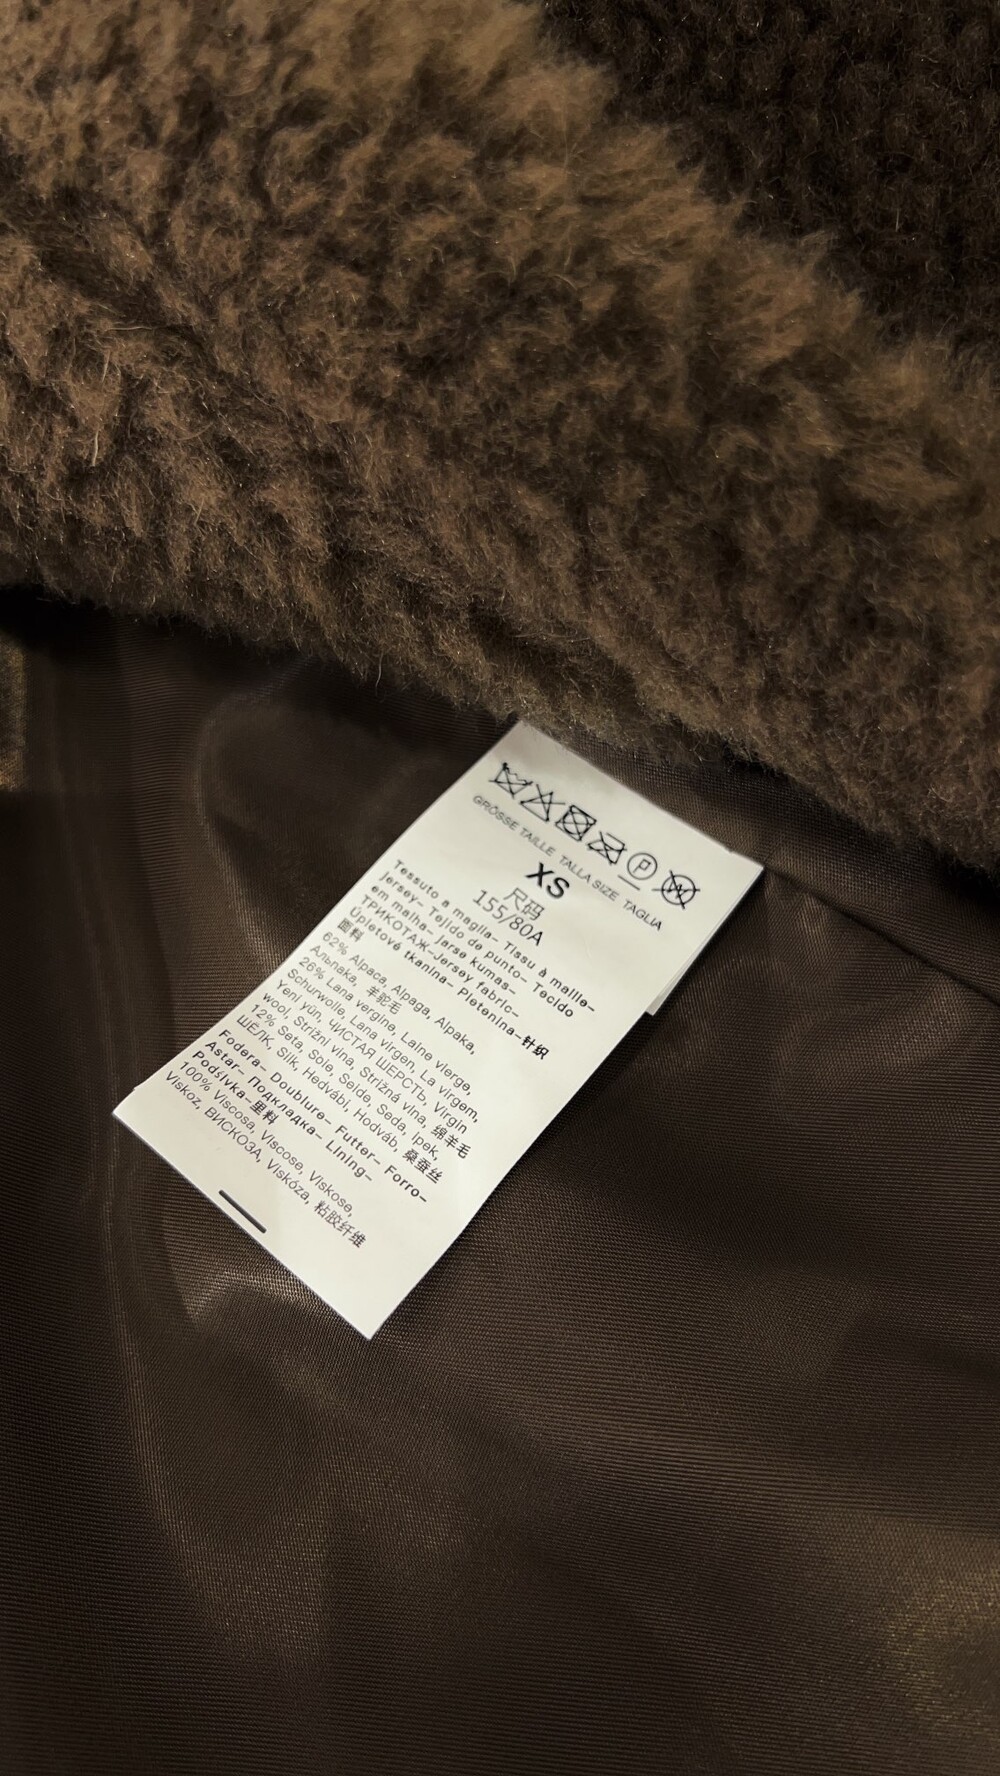 P W
GRÖSSE TAILLE TALLA SIZE TAGLIA
XS
尺码
155/80A
Tessuto a maglia– Tissu à maille–
jersey– Tejido de punto– Tecido
em malha– jarse kumas–
ТРИКОТАЖ–Jersey fabric–
Úpletové tkanina– Pletenina–针织
面料
62% Alpaca, Alpaga, Alpaka,
Альпака, 羊驼毛
26% Lana vergine, Laine vierge,
Schurwolle, Lana virgen, La virgem,
Yeni yün, ЧИСТАЯ ШЕРСТЬ, Virgin
wool, Strižní vlna, Strižná vlna, 绵羊毛
12% Seta, Soie, Seide, Seda, Ipek,
ШЁЛК, Silk, Hedvábí, Hodváb, 桑蚕丝
Fodera– Doublure– Futter– Forro–
Astar– Подкладка– Lining–
Podšívka–里料
100% Viscosa, Viscose, Viskose,
Viskoz, ВИСКОЗА, Viskóza, 粘胶纤维